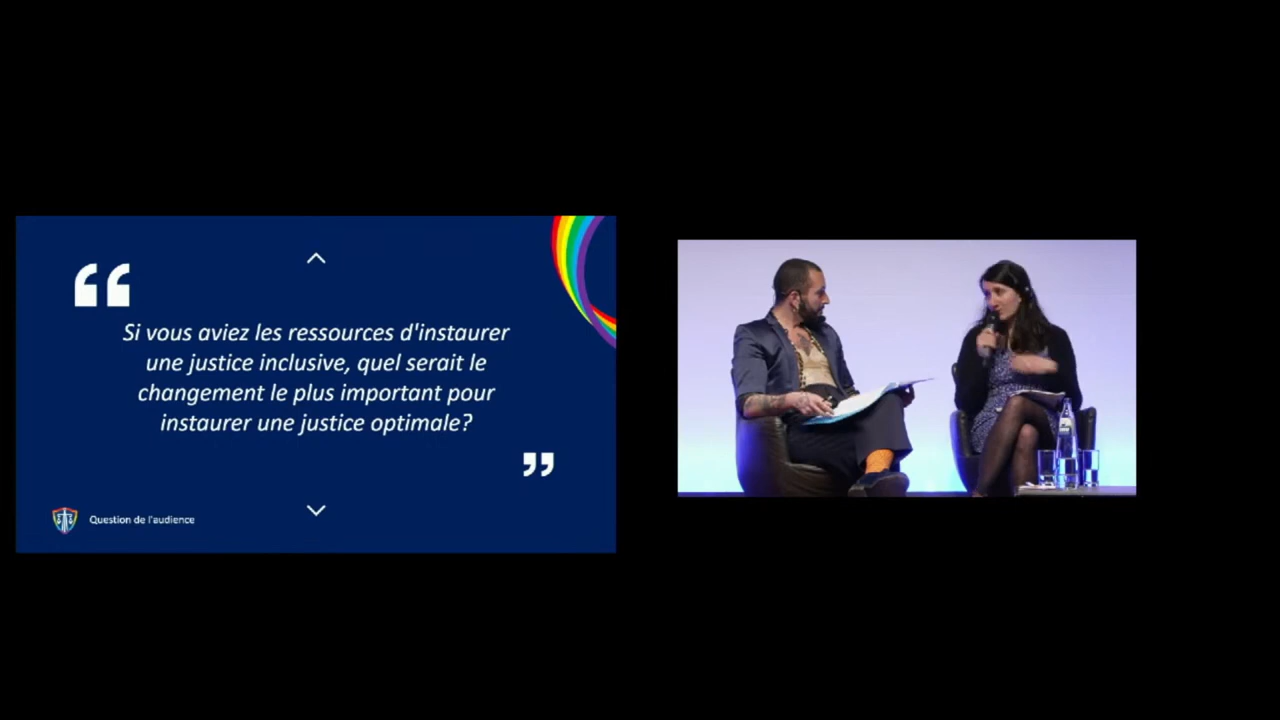 “
Si vous aviez les ressources d'instaurer
une justice inclusive, quel serait le
changement le plus important pour
instaurer une justice optimale?
”
Question de l'audience